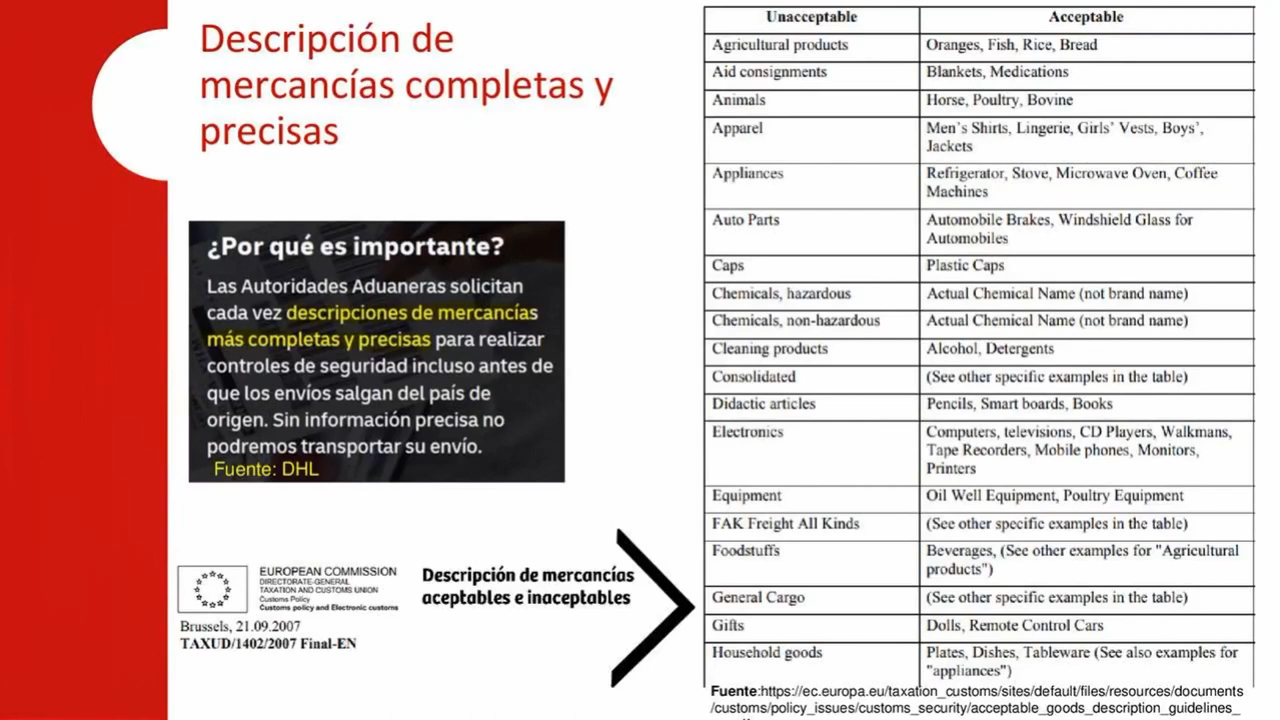 Descripción de
mercancías completas y
precisas
¿Por qué es importante?
Las Autoridades Aduaneras solicitan
cada vez descripciones de mercancías
más completas y precisas para realizar
controles de seguridad incluso antes de
que los envíos salgan del país de
origen. Sin información precisa no
podremos transportar su envío.
Fuente: DHL
EUROPEAN COMMISSION
DIRECTORATE-GENERAL
TAXATION AND CUSTOMS UNION
Customs Policy
Customs policy and Electronic customs
Brussels, 21.09.2007
TAXUD/1402/2007 Final-EN
Descripción de mercancías
aceptables e inaceptables
Unacceptable Acceptable
Agricultural products Oranges, Fish, Rice, Bread
Aid consignments Blankets, Medications
Animals Horse, Poultry, Bovine
Apparel Men's Shirts, Lingerie, Girls' Vests, Boys',
Jackets
Appliances Refrigerator, Stove, Microwave Oven, Coffee
Machines
Auto Parts Automobile Brakes, Windshield Glass for
Automobiles
Caps Plastic Caps
Chemicals, hazardous Actual Chemical Name (not brand name)
Chemicals, non-hazardous Actual Chemical Name (not brand name)
Cleaning products Alcohol, Detergents
Consolidated (See other specific examples in the table)
Didactic articles Pencils, Smart boards, Books
Electronics Computers, televisions, CD Players, Walkmans,
Tape Recorders, Mobile phones, Monitors,
Printers
Equipment Oil Well Equipment, Poultry Equipment
FAK Freight All Kinds (See other specific examples in the table)
Foodstuffs Beverages, (See other examples for "Agricultural
products")
General Cargo (See other specific examples in the table)
Gifts Dolls, Remote Control Cars
Household goods Plates, Dishes, Tableware (See also examples for
"appliances")
Fuente:https://ec.europa.eu/taxation_customs/sites/default/files/resources/documents
/customs/policy_issues/customs_security/acceptable_goods_description_guidelines_